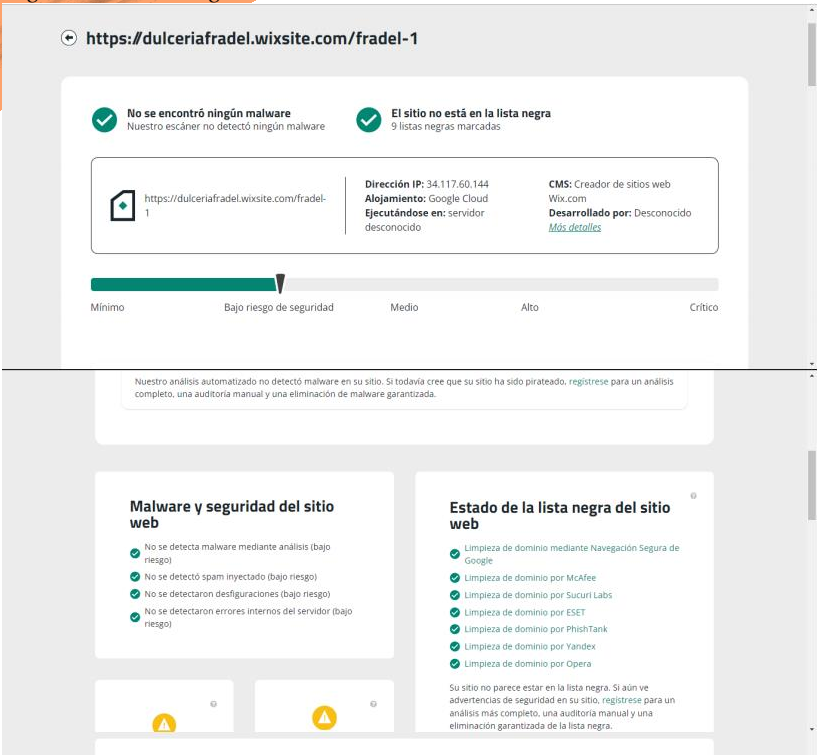 https://dulceriafradel.wixsite.com/fradel-1
No se encontró ningún malware
Nuestro escáner no detectó ningún malware
El sitio no está en la lista negra
9 listas negras marcadas
https://dulceriafradel.wixsite.com/fradel-
1
Dirección IP: 34.117.60.144
Alojamiento: Google Cloud
Ejecutándose en: servidor
desconocido
CMS: Creador de sitios web
Wix.com
Desarrollado por: Desconocido
Más detalles
Mínimo
Bajo riesgo de seguridad
Medio
Alto
Crítico
Nuestro análisis automatizado no detectó malware en su sitio. Si todavía cree que su sitio ha sido pirateado, regístrese para un análisis
completo, una auditoría manual y una eliminación de malware garantizada.
Malware y seguridad del sitio
web
No se detecta malware mediante análisis (bajo
riesgo)
No se detectó spam inyectado (bajo riesgo)
No se detectaron desfiguraciones (bajo riesgo)
No se detectaron errores internos del servidor (bajo
riesgo)
Estado de la lista negra del sitio
web
Limpieza de dominio mediante Navegación Segura de
Google
Limpieza de dominio por McAfee
Limpieza de dominio por Sucuri Labs
Limpieza de dominio por ESET
Limpieza de dominio por PhishTank
Limpieza de dominio por Yandex
Limpieza de dominio por Opera
Su sitio no parece estar en la lista negra. Si aún ve
advertencias de seguridad en su sitio, regístrese para un
análisis más completo, una auditoría manual y una
eliminación garantizada de la lista negra.